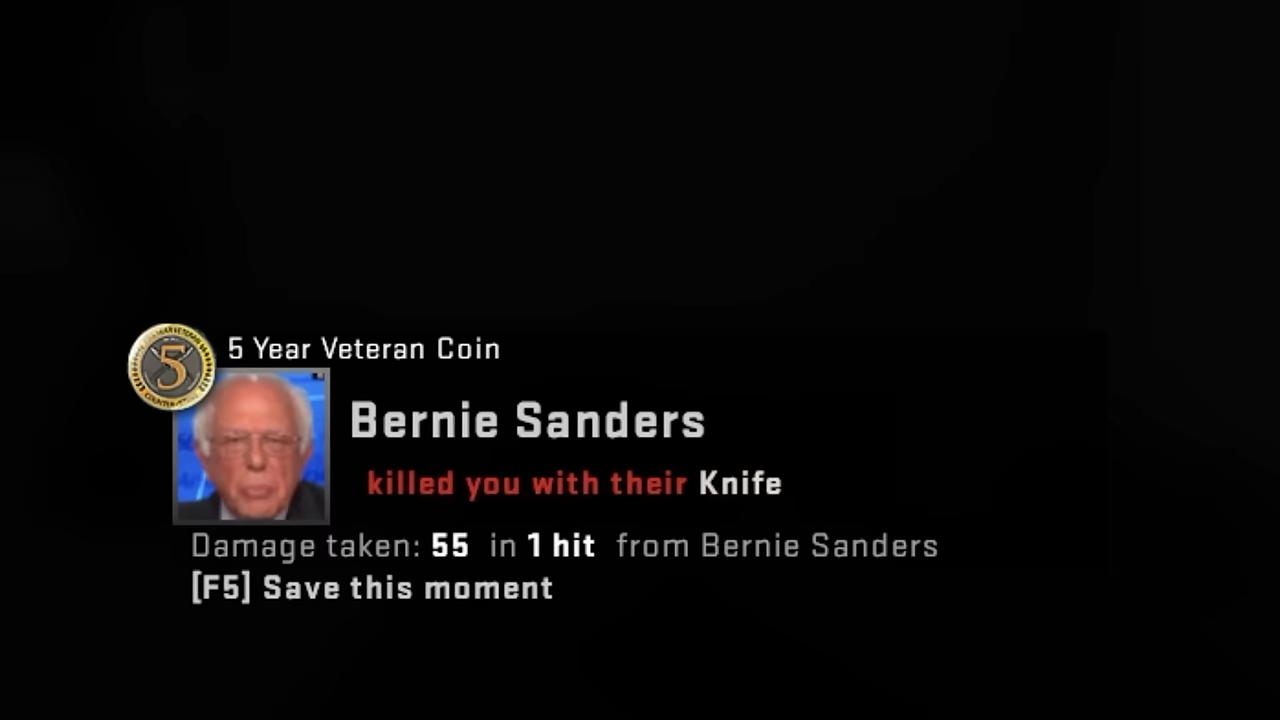 5 Year Veteran Coin
5
Bernie Sanders
killed you with their Knife
Damage taken: 55 in 1 hit from Bernie Sanders
[F5] Save this moment